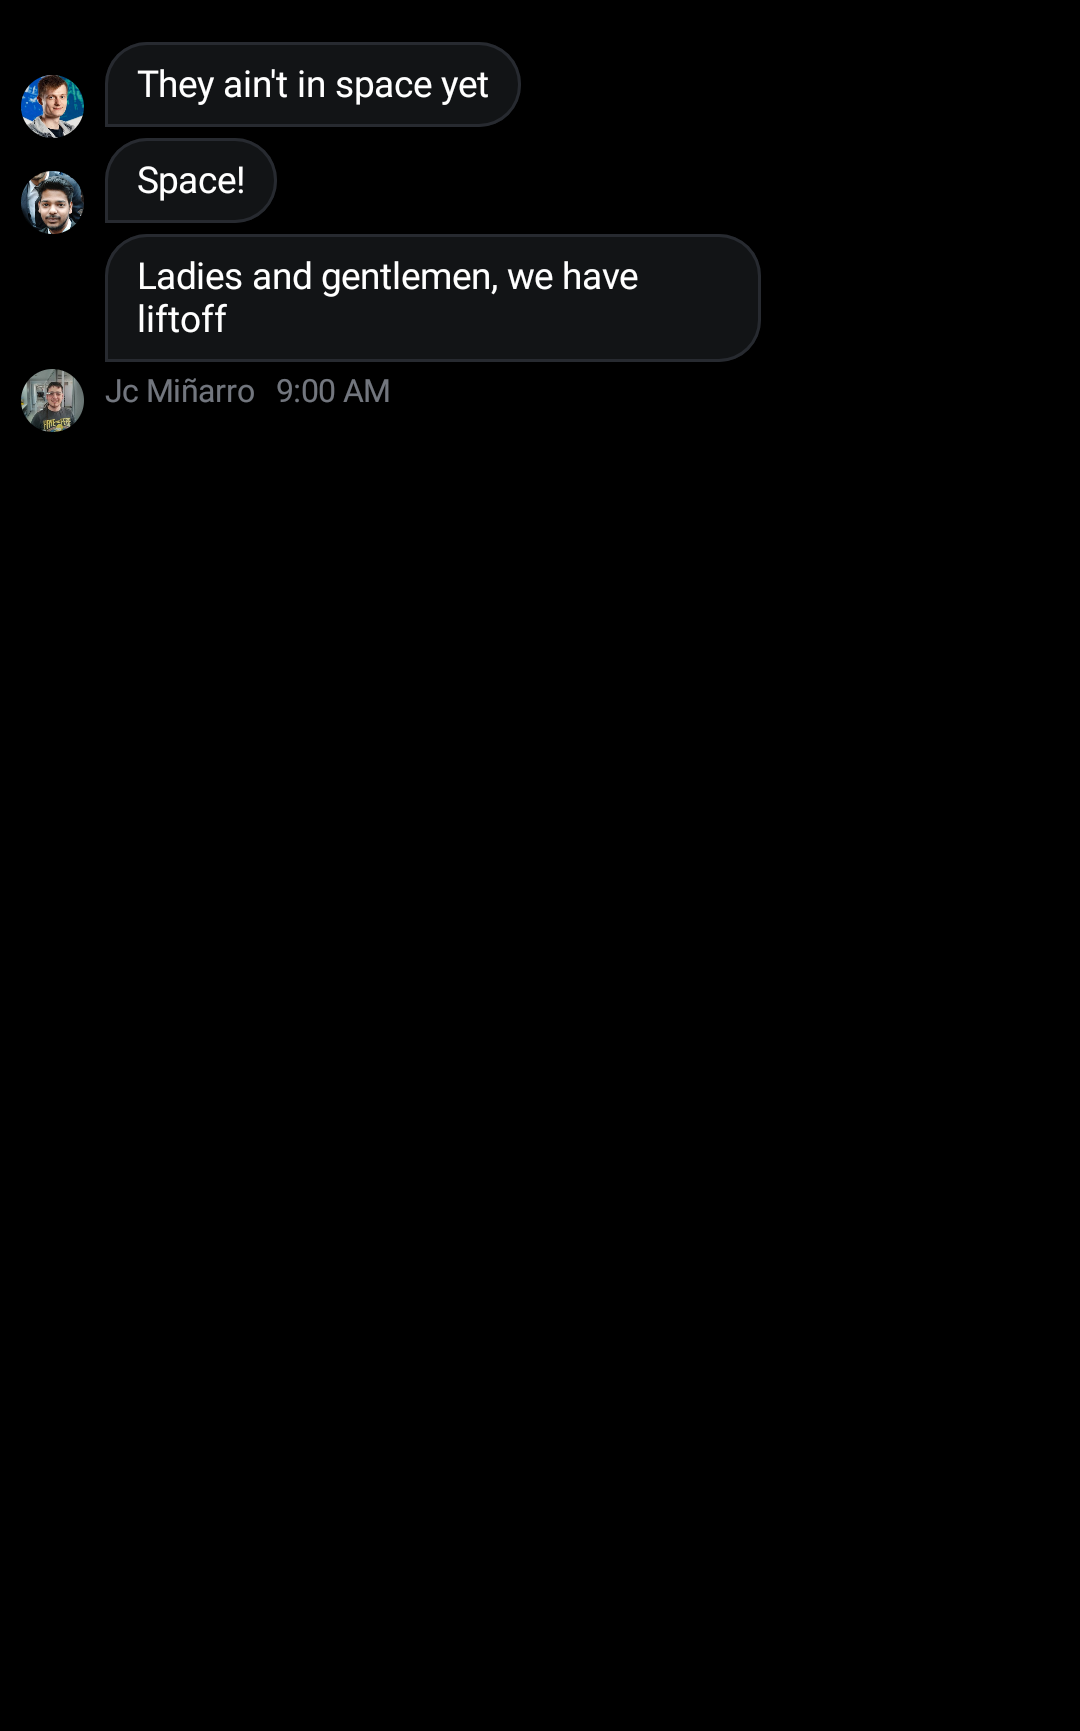 They ain't in space yet
Space!
Ladies and gentlemen, we have
liftoff
Jc Miñarro 9:00 AM